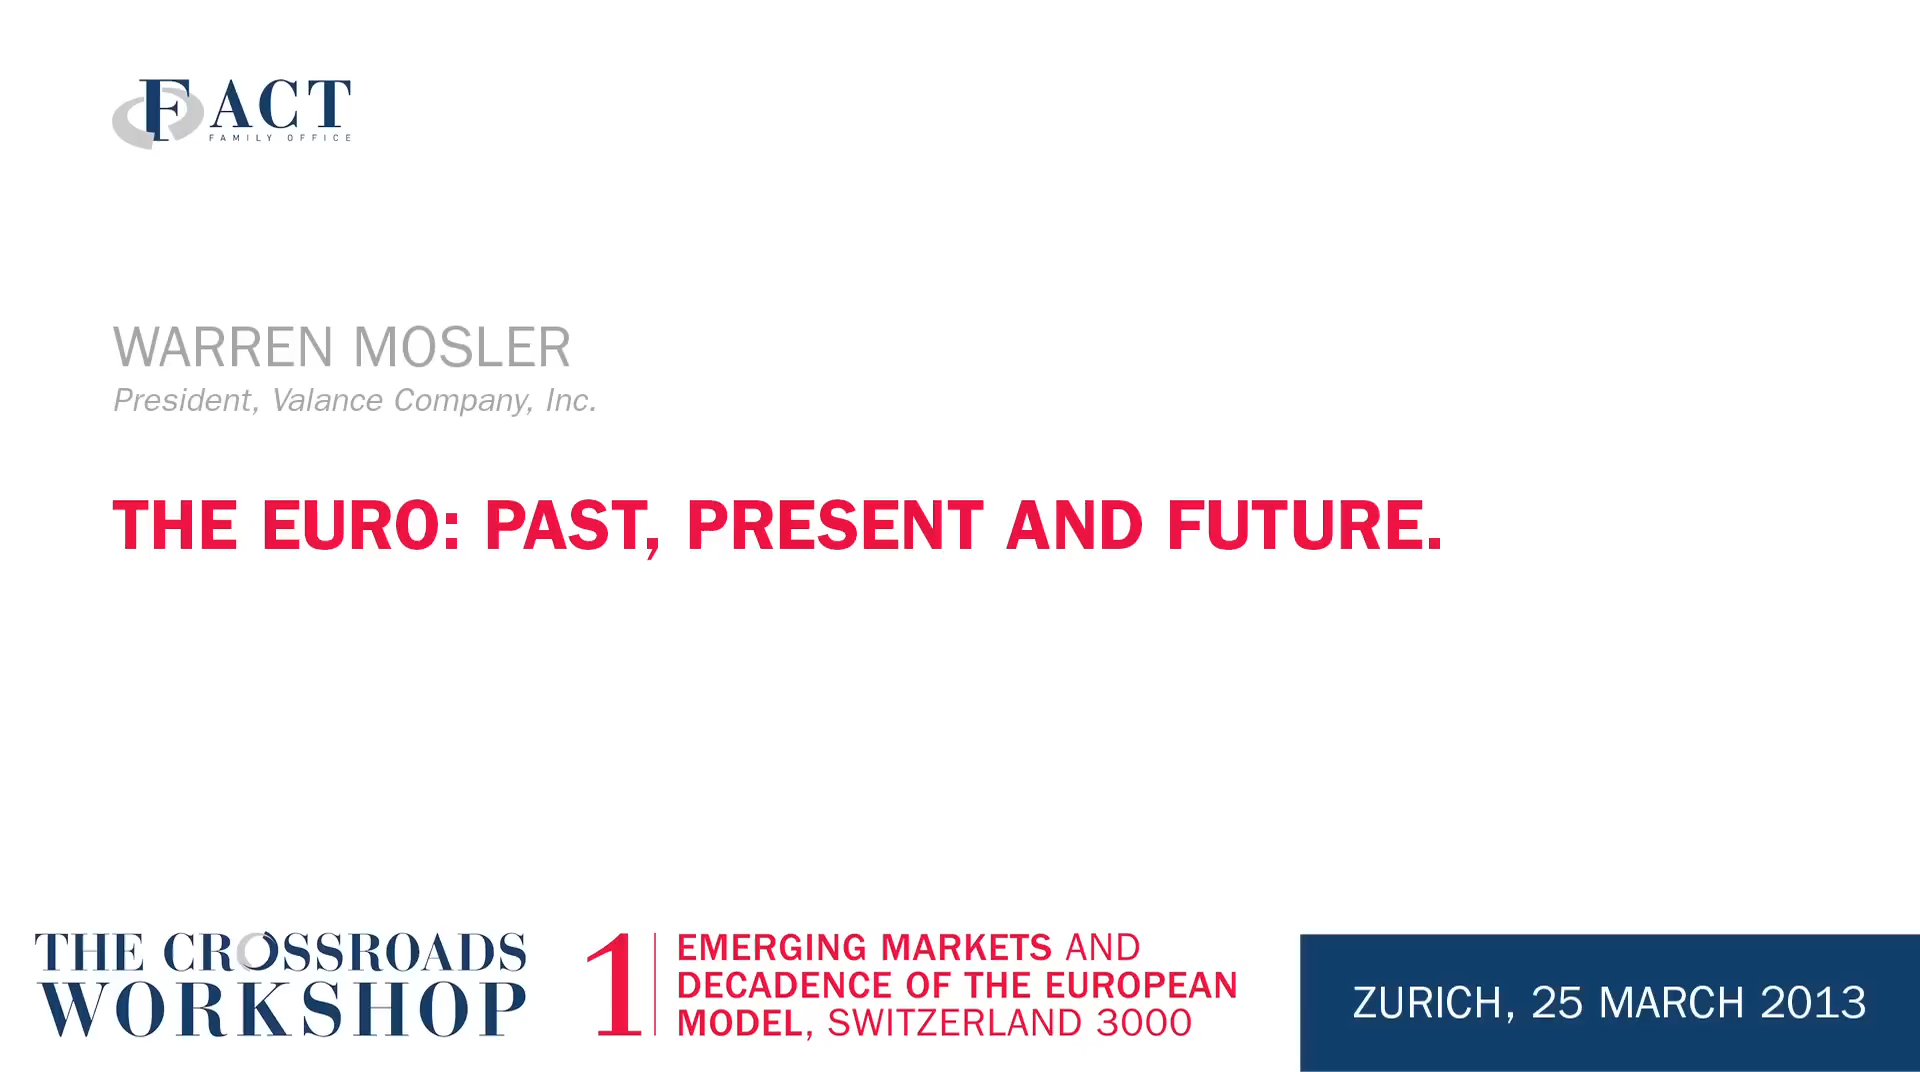 FACT
FAMILY OFFICE
WARREN MOSLER
President, Valance Company, Inc.
THE EURO: PAST, PRESENT AND FUTURE.
THE CROSSROADS
WORKSHOP
1
EMERGING MARKETS AND
DECADENCE OF THE EUROPEAN
MODEL, SWITZERLAND 3000
ZURICH, 25 MARCH 2013